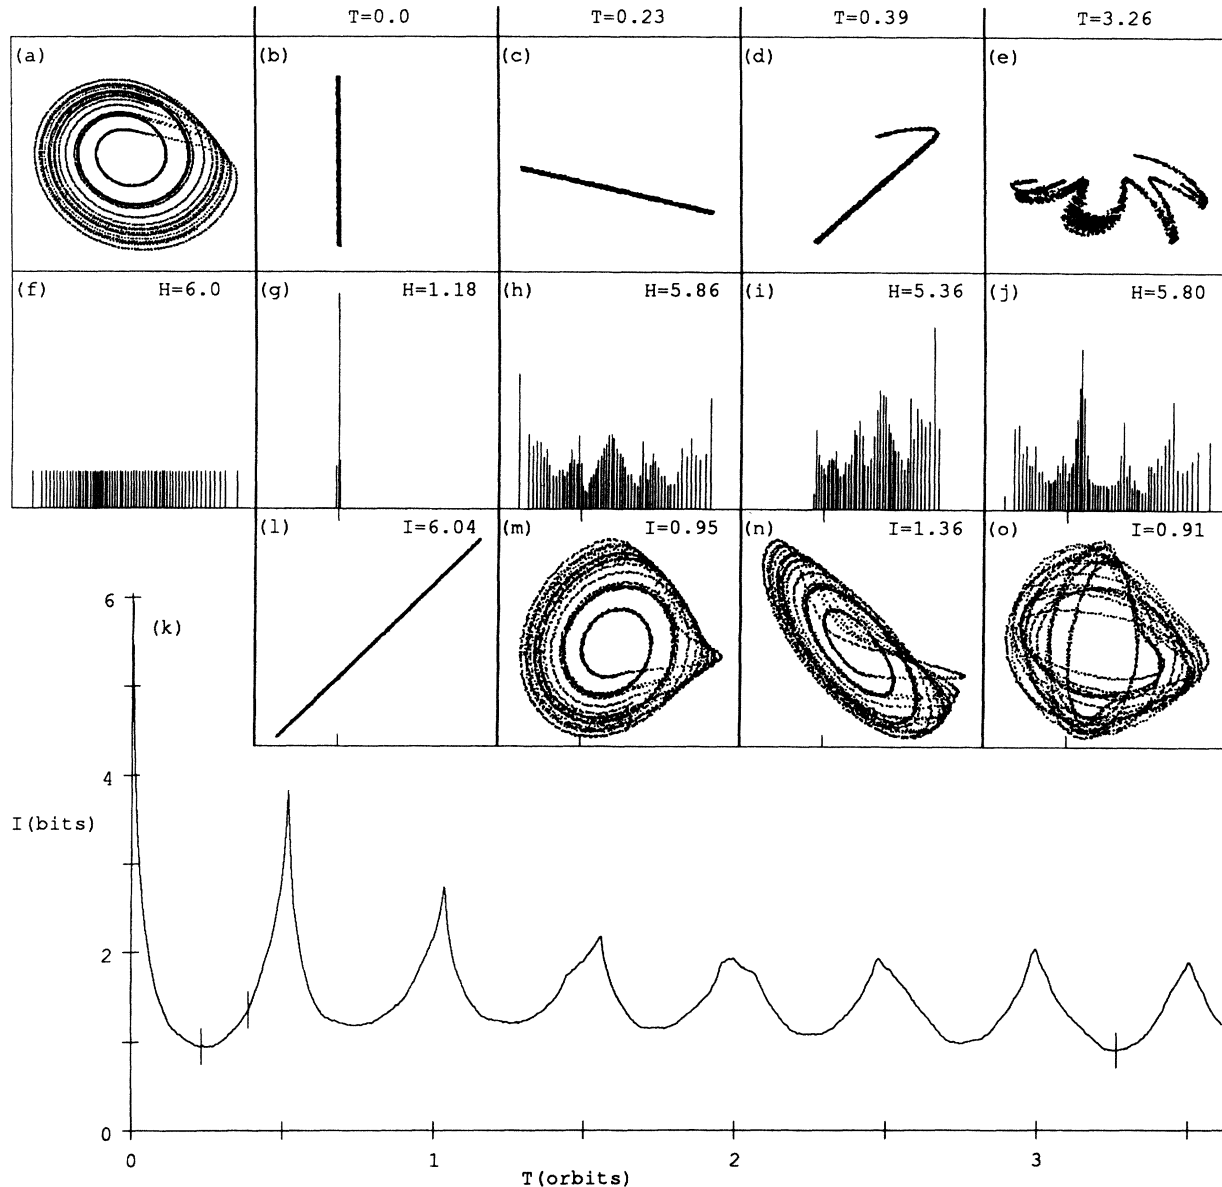 T=0.0 T=0.23 T=0.39 T=3.26
(a) (b) (c) (d) (e)
(f) H=6.0 (g) H=1.18 (h) H=5.86 (i) H=5.36 (j) H=5.80
(l) I=6.04 (m) I=0.95 (n) I=1.36 (o) I=0.91
6
(k)
4
I(bits)
2
0
0 1 2 3
T(orbits)